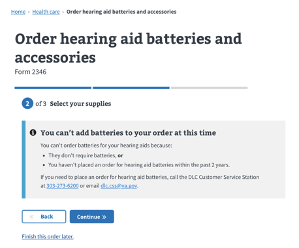 Home › Health care › Order hearing aid batteries and accessories
Order hearing aid batteries and
accessories
Form 2346
2 of 3 Select your supplies
You can't add batteries to your order at this time
You can't order batteries for your hearing aids because:
• They don't require batteries, or
• You haven't placed an order for hearing aid batteries within the past 2 years.
If you need to place an order for hearing aid batteries, call the DLC Customer Service Station
at 303-273-6200 or email dlc.css@va.gov.
« Back
Continue »
Finish this order later.